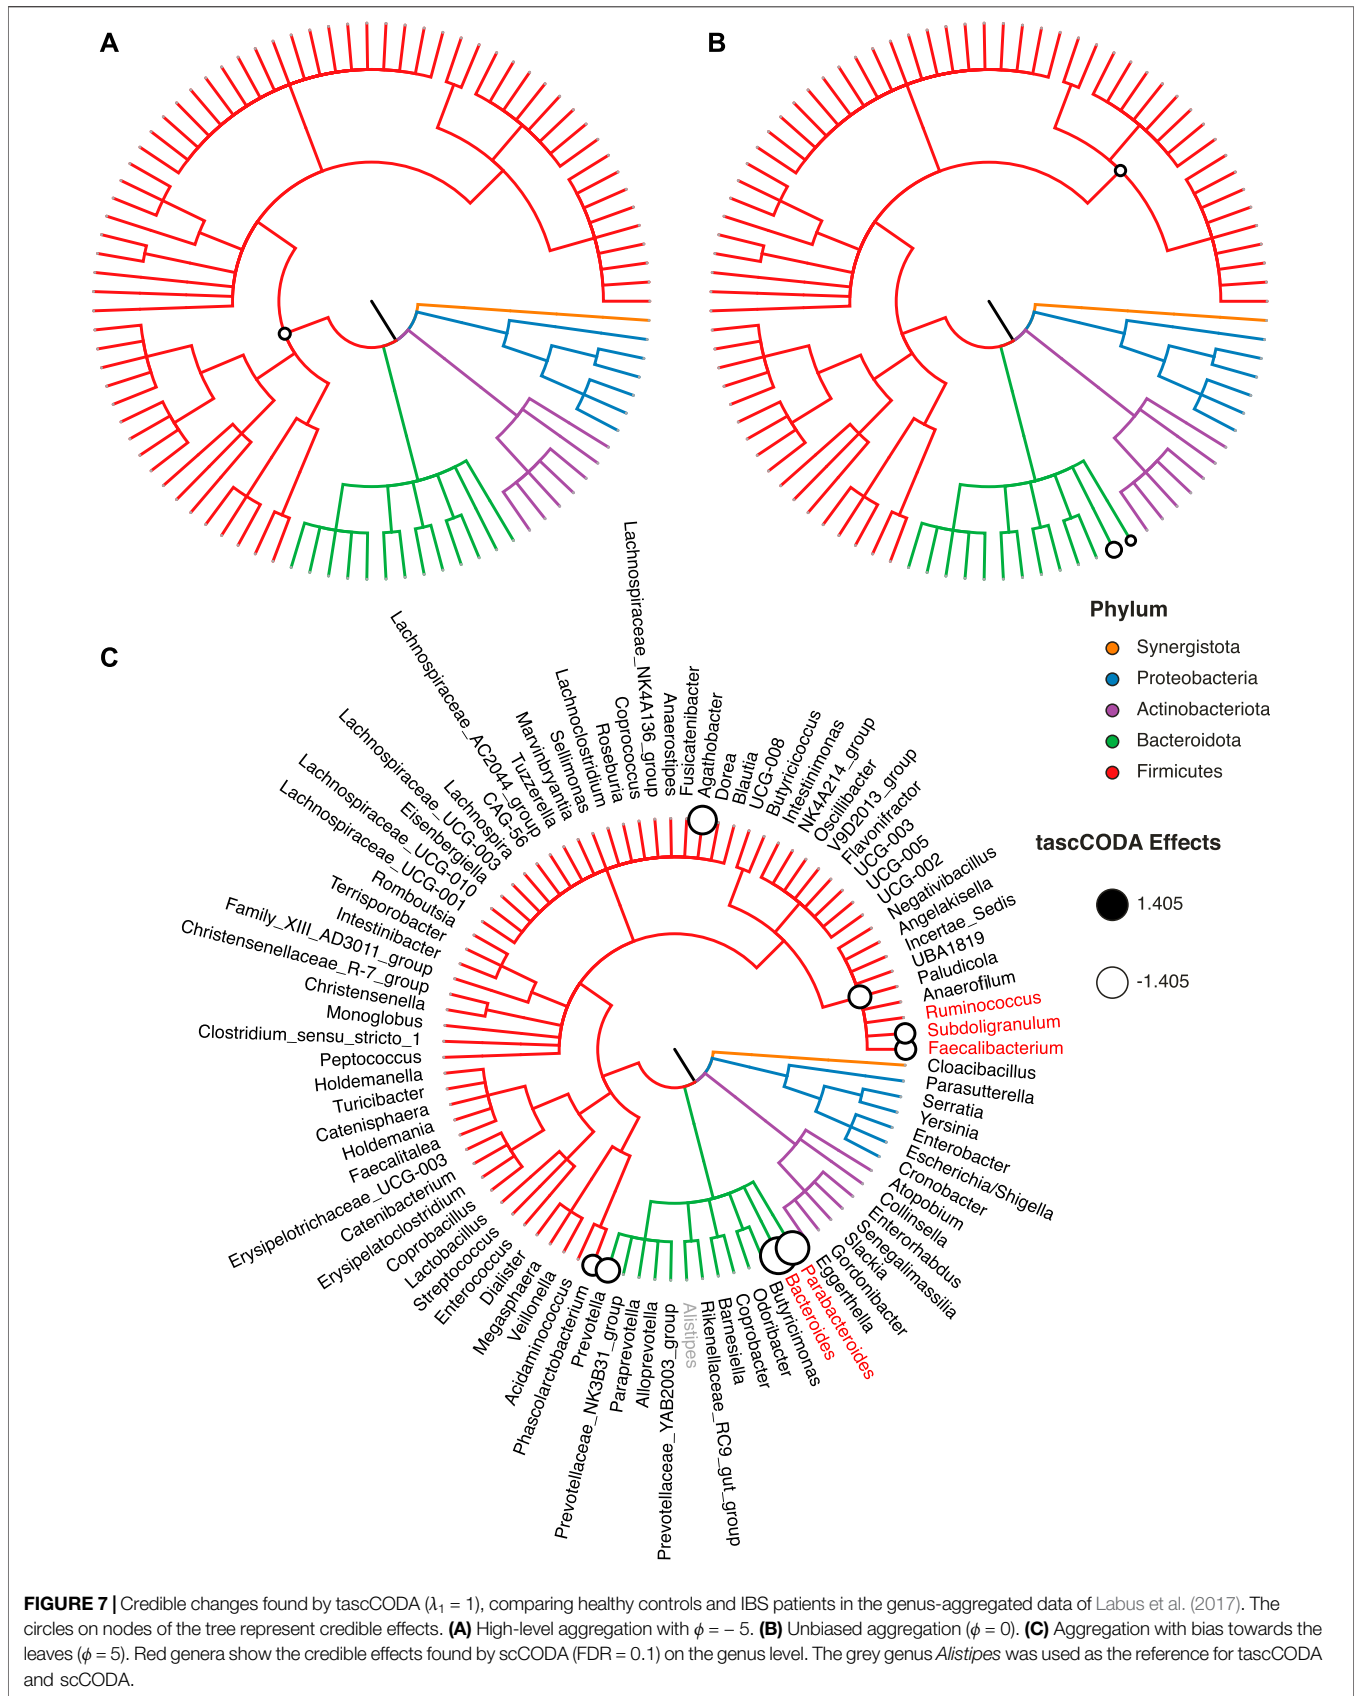 A
B
Phylum
Synergistota
Proteobacteria
Actinobacteriota
Bacteroidota
Firmicutes
tascCODA Effects
1.405
-1.405
C
Peptococcus
Clostridium_sensu_stricto_1
Monoglobus
Christensenella
Christensenellaceae_R-7_group
Family_XIII_AD3011_group
Intestinibacter
Terrisporobacter
Romboutsia
Lachnospiraceae_UCG-001
Lachnospiraceae_UCG-010
Eisenbergiella
Lachnospiraceae_UCG-003
Lachnospira
CAG-56
Lachnospiraceae_AC2044_group
Tuzzerella
Marvinbryantia
Sellimonas
Lachnoclostridium
Roseburia
Coprococcus
Lachnospiraceae_NK4A136_group
Anaerostipes
Fusicatenibacter
Agathobacter
Dorea
Blautia
UCG-008
Butyricicoccus
Intestinimonas
NK4A214_group
Oscillibacter
V9D2013_group
Flavonifractor
UCG-003
UCG-005
UCG-002
Negativibacillus
Angelakisella
Incertae_Sedis
UBA1819
Paludicola
Anaerofilum
Ruminococcus
Subdoligranulum
Faecalibacterium
Cloacibacillus
Parasutterella
Serratia
Yersinia
Enterobacter
Escherichia/Shigella
Cronobacter
Atopobium
Collinsella
Enterorhabdus
Senegalimassilia
Slackia
Gordonibacter
Eggerthella
Parabacteroides
Bacteroides
Butyricimonas
Odoribacter
Coprobacter
Barnesiella
Rikenellaceae_RC9_gut_group
Alistipes
Prevotellaceae_YAB2003_group
Alloprevotella
Paraprevotella
Prevotellaceae_NK3B31_group
Prevotella
Phascolarctobacterium
Acidaminococcus
Veillonella
Megasphaera
Dialister
Enterococcus
Streptococcus
Lactobacillus
Coprobacillus
Erysipelatoclostridium
Catenibacterium
Erysipelotrichaceae_UCG-003
Faecalitalea
Holdemania
Catenisphaera
Turicibacter
Holdemanella
FIGURE 7 | Credible changes found by tascCODA (λ1 = 1), comparing healthy controls and IBS patients in the genus-aggregated data of Labus et al. (2017). The
circles on nodes of the tree represent credible effects. (A) High-level aggregation with ϕ = − 5. (B) Unbiased aggregation (ϕ = 0). (C) Aggregation with bias towards the
leaves (ϕ = 5). Red genera show the credible effects found by scCODA (FDR = 0.1) on the genus level. The grey genus Alistipes was used as the reference for tascCODA
and scCODA.